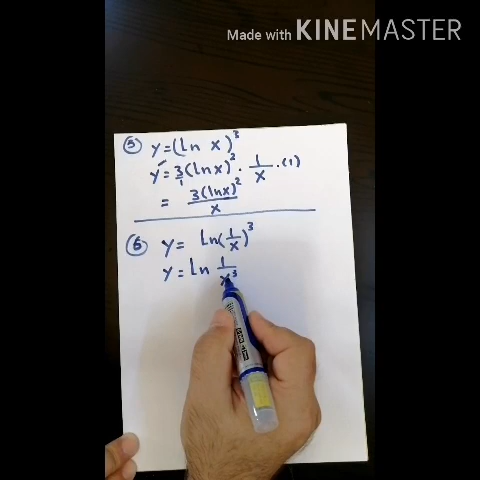 Made with KINEMASTER
⑤ y=(ln x)³
y´=3/1(lnx)² · 1/x ·(1)
= 3(lnx)²/x
⑥ y= ln(1/x)³
y=ln 1/x³